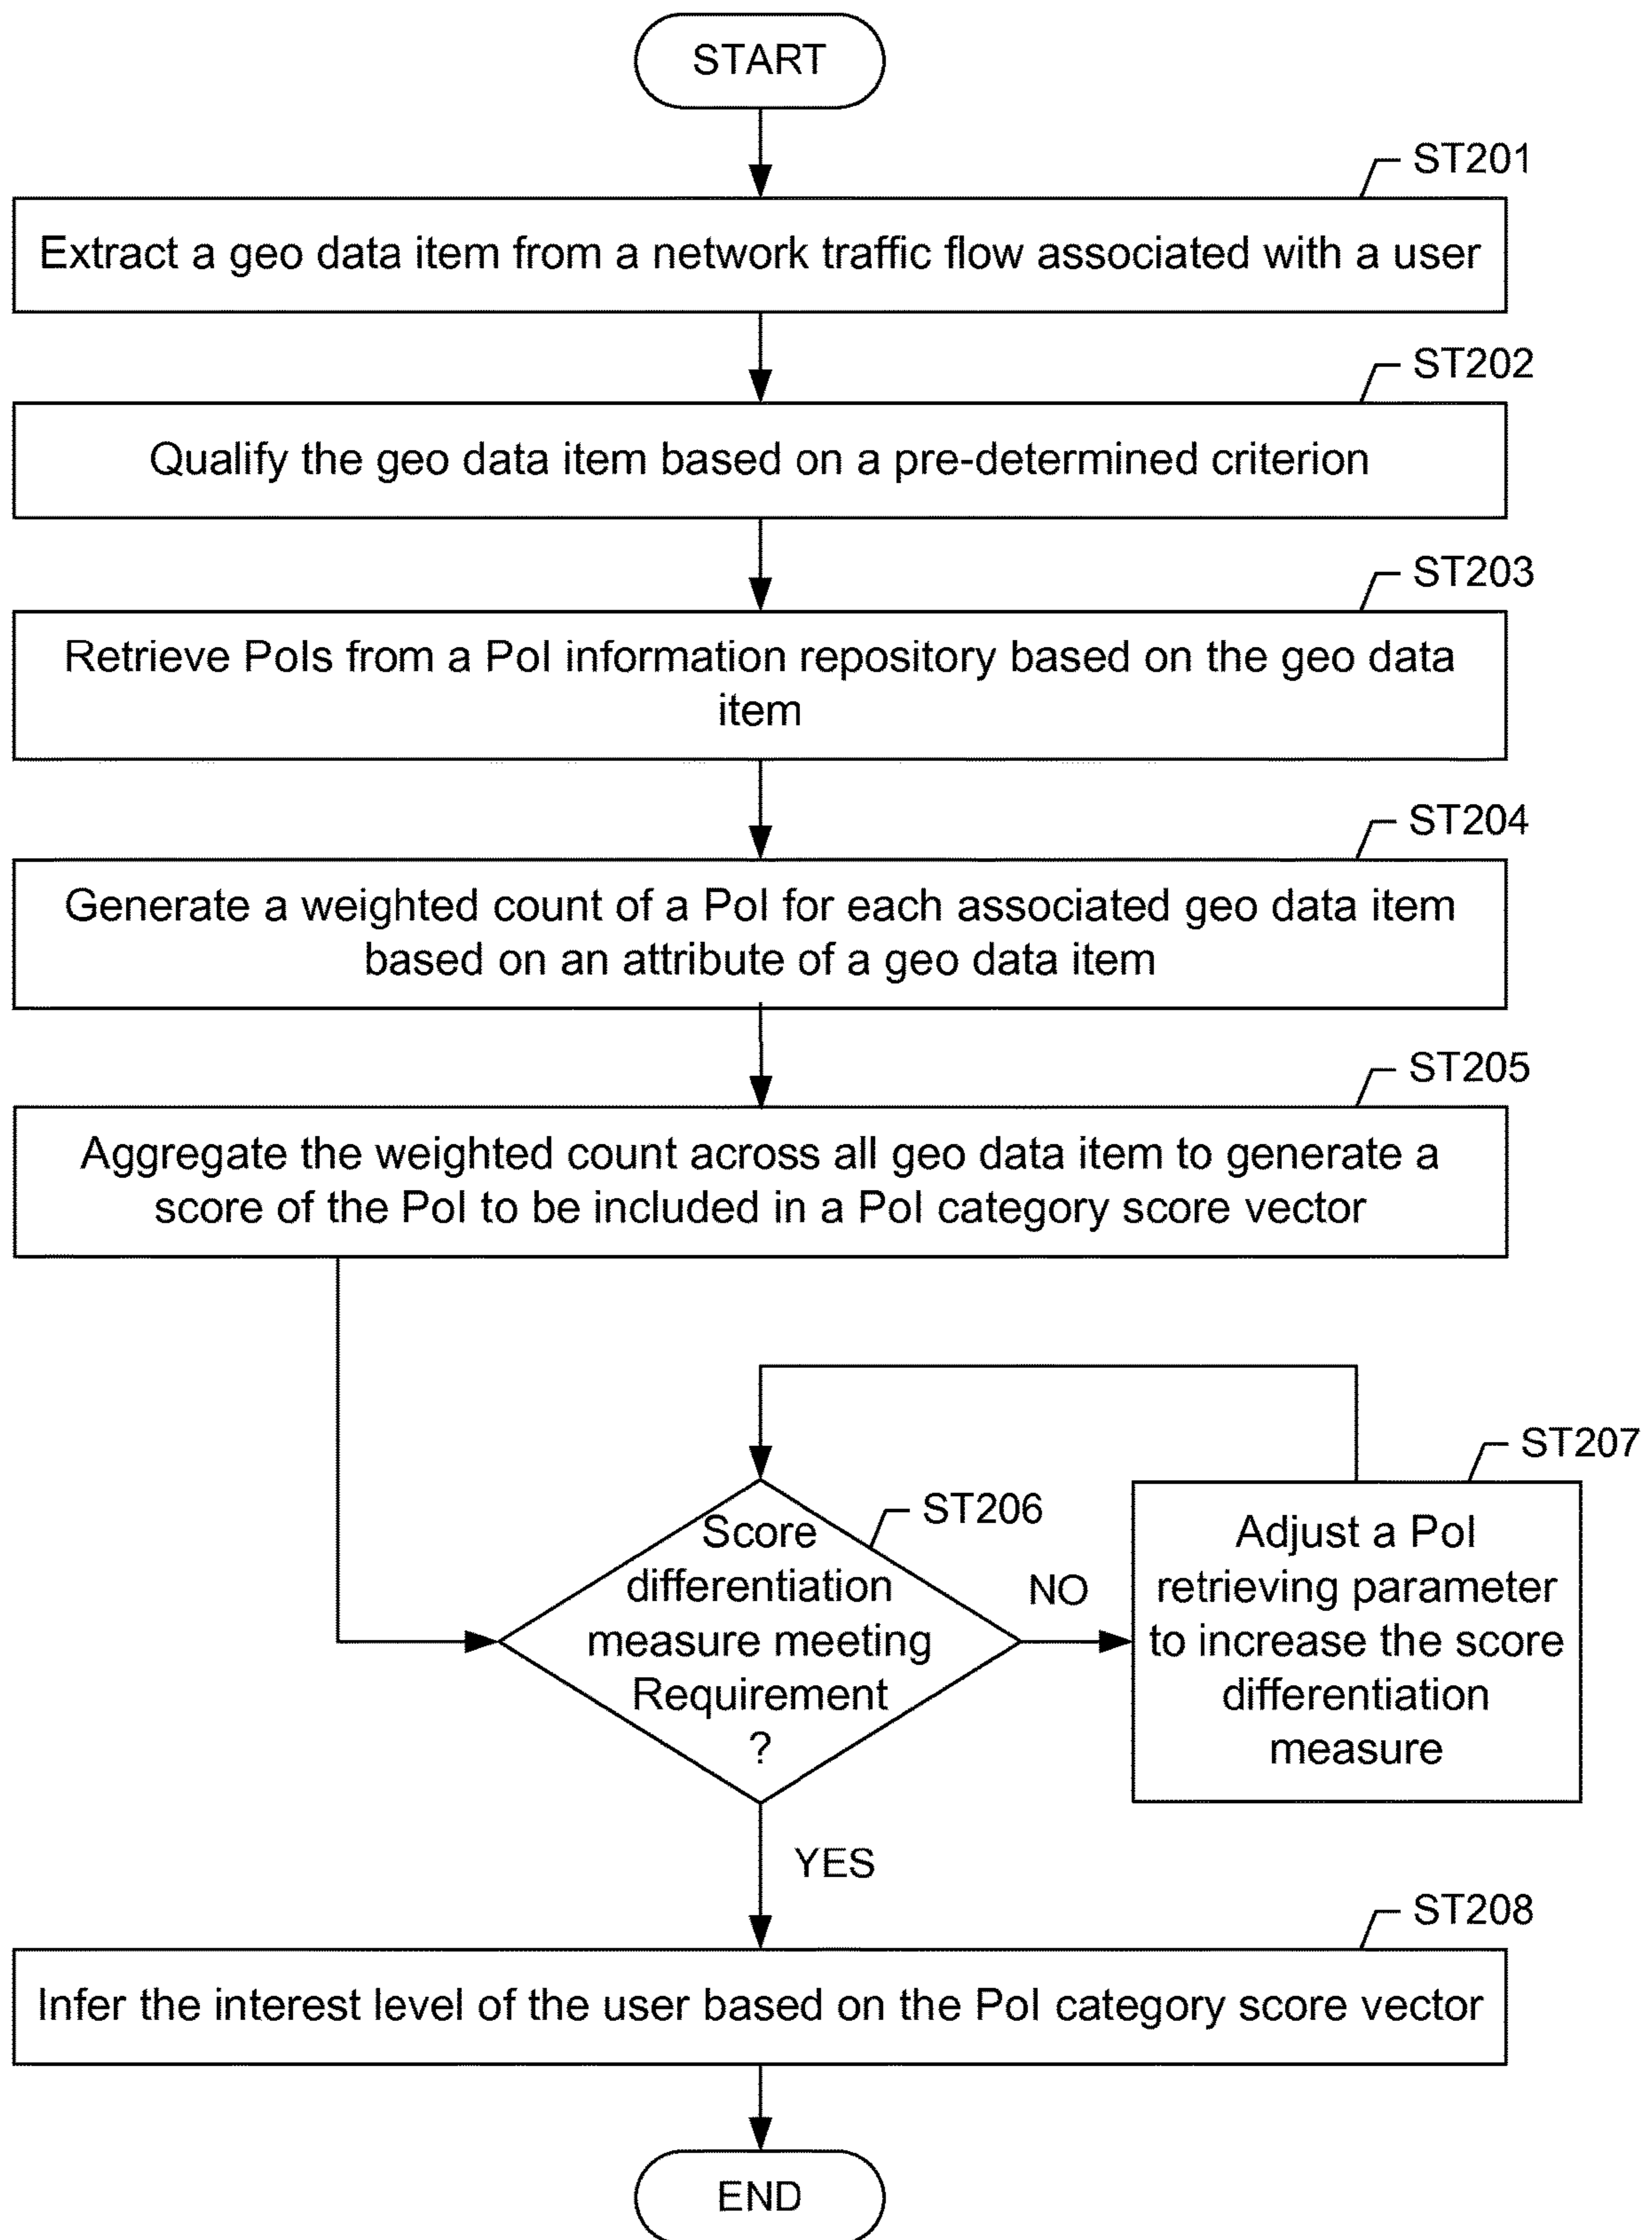 START
ST201
Extract a geo data item from a network traffic flow associated with a user
ST202
Qualify the geo data item based on a pre-determined criterion
ST203
Retrieve PoIs from a PoI information repository based on the geo data
item
ST204
Generate a weighted count of a PoI for each associated geo data item
based on an attribute of a geo data item
ST205
Aggregate the weighted count across all geo data item to generate a
score of the PoI to be included in a PoI category score vector
ST206
Score
differentiation
measure meeting
Requirement
?
NO
ST207
Adjust a PoI
retrieving parameter
to increase the score
differentiation
measure
YES
ST208
Infer the interest level of the user based on the PoI category score vector
END